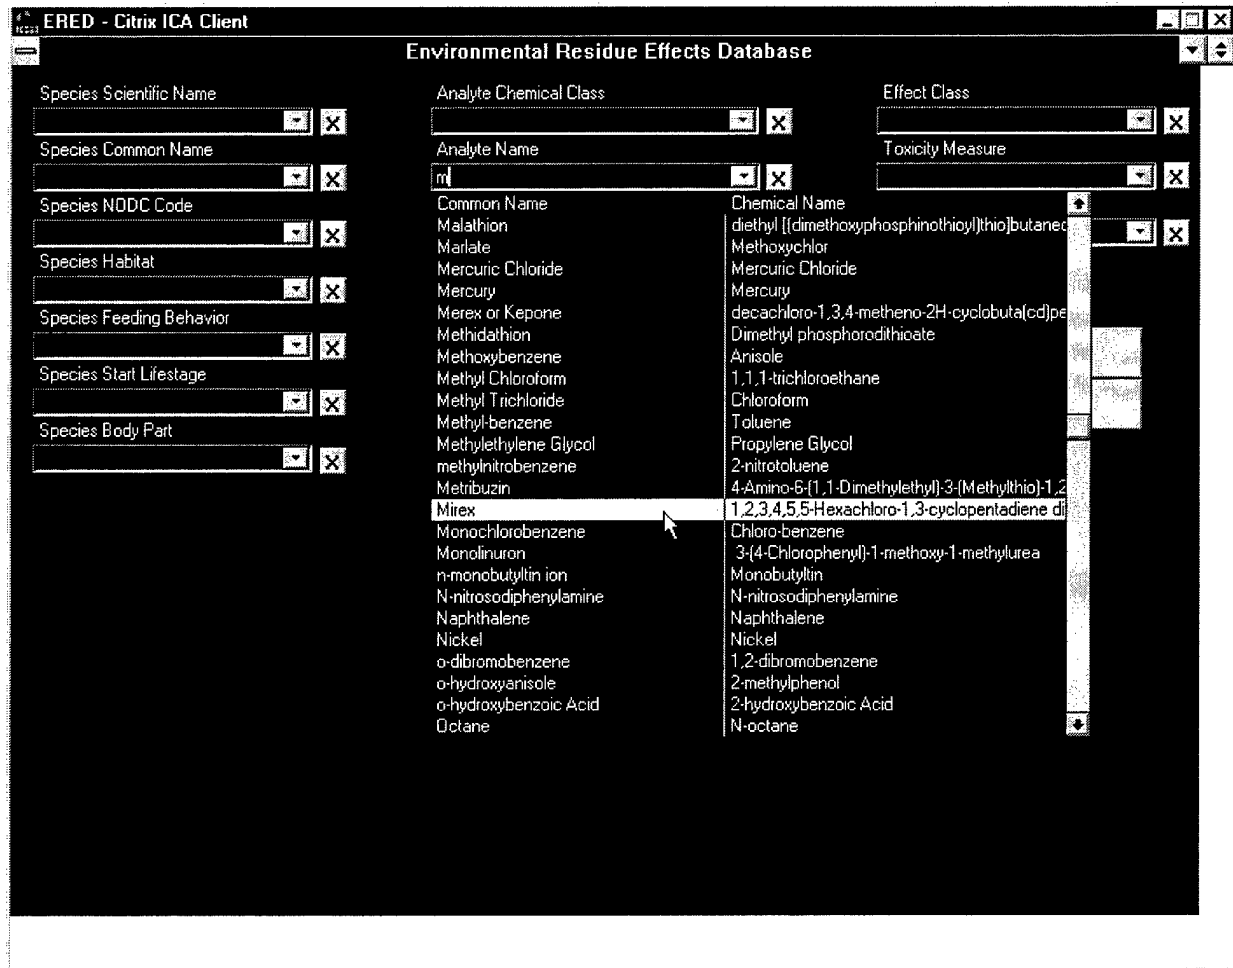 ERED - Citrix ICA Client
Environmental Residue Effects Database
Species Scientific Name
Analyte Chemical Class
Effect Class
Species Common Name
Analyte Name
Toxicity Measure
m
Species NODC Code
Species Habitat
Species Feeding Behavior
Species Start Lifestage
Species Body Part
Common Name Chemical Name
Malathion diethyl [(dimethoxyphosphinothioyl)thio]butaned
Marlate Methoxychlor
Mercuric Chloride Mercuric Chloride
Mercury Mercury
Merex or Kepone decachloro-1,3,4-metheno-2H-cyclobuta(cd)pe
Methidathion Dimethyl phosphorodithioate
Methoxybenzene Anisole
Methyl Chloroform 1,1,1-trichloroethane
Methyl Trichloride Chloroform
Methyl-benzene Toluene
Methylethylene Glycol Propylene Glycol
methylnitrobenzene 2-nitrotoluene
Metribuzin 4-Amino-6-(1,1-Dimethylethyl)-3-(Methylthio)-1,2
Mirex 1,2,3,4,5,5-Hexachloro-1,3-cyclopentadiene di
Monochlorobenzene Chloro-benzene
Monolinuron 3-(4-Chlorophenyl)-1-methoxy-1-methylurea
n-monobutyltin ion Monobutyltin
N-nitrosodiphenylamine N-nitrosodiphenylamine
Naphthalene Naphthalene
Nickel Nickel
o-dibromobenzene 1,2-dibromobenzene
o-hydroxyanisole 2-methylphenol
o-hydroxybenzoic Acid 2-hydroxybenzoic Acid
Octane N-octane